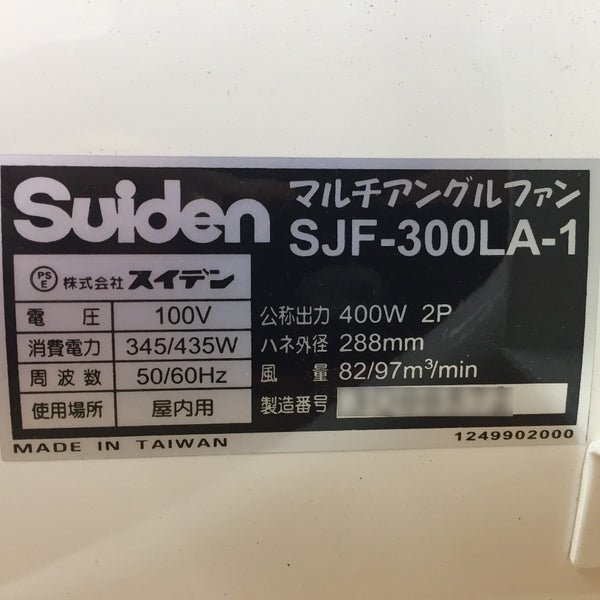 Suiden マルチアングルファン
SJF-300LA-1
PS E 株式会社 スイデン
電 圧 100V 公称出力 400W 2P
消費電力 345/435W ハネ外径 288mm
周波数 50/60Hz 風 量 82/97m³/min
使用場所 屋内用 製造番号
MADE IN TAIWAN 1249902000